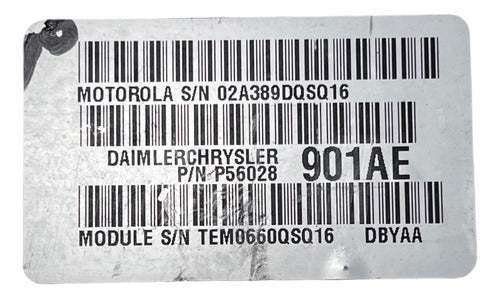 MOTOROLA S/N 02A389DQSQ16
DAIMLERCHRYSLER
P/N P56028 901AE
MODULE S/N TEM0660QSQ16 DBYAA